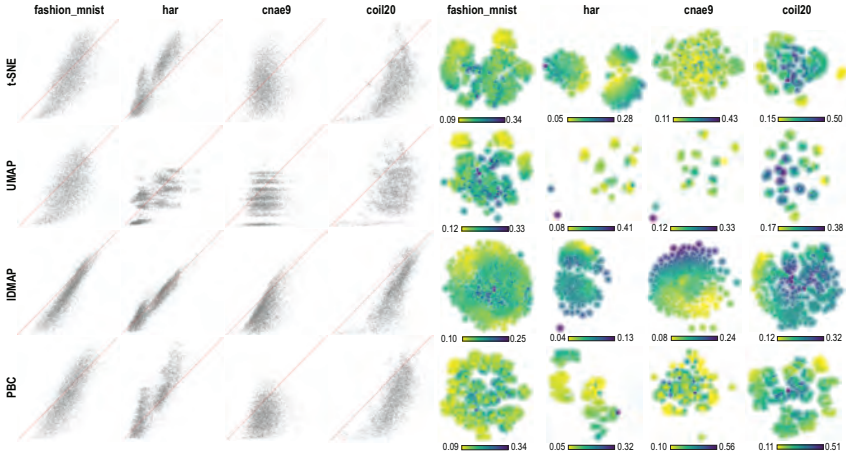 fashion_mnist har cnae9 coil20 fashion_mnist har cnae9 coil20
t-SNE
0.09 0.34 0.05 0.28 0.11 0.43 0.15 0.50
UMAP
0.12 0.33 0.08 0.41 0.12 0.33 0.17 0.38
IDMAP
0.10 0.25 0.04 0.13 0.08 0.24 0.12 0.32
PBC
0.09 0.34 0.05 0.32 0.10 0.56 0.11 0.51